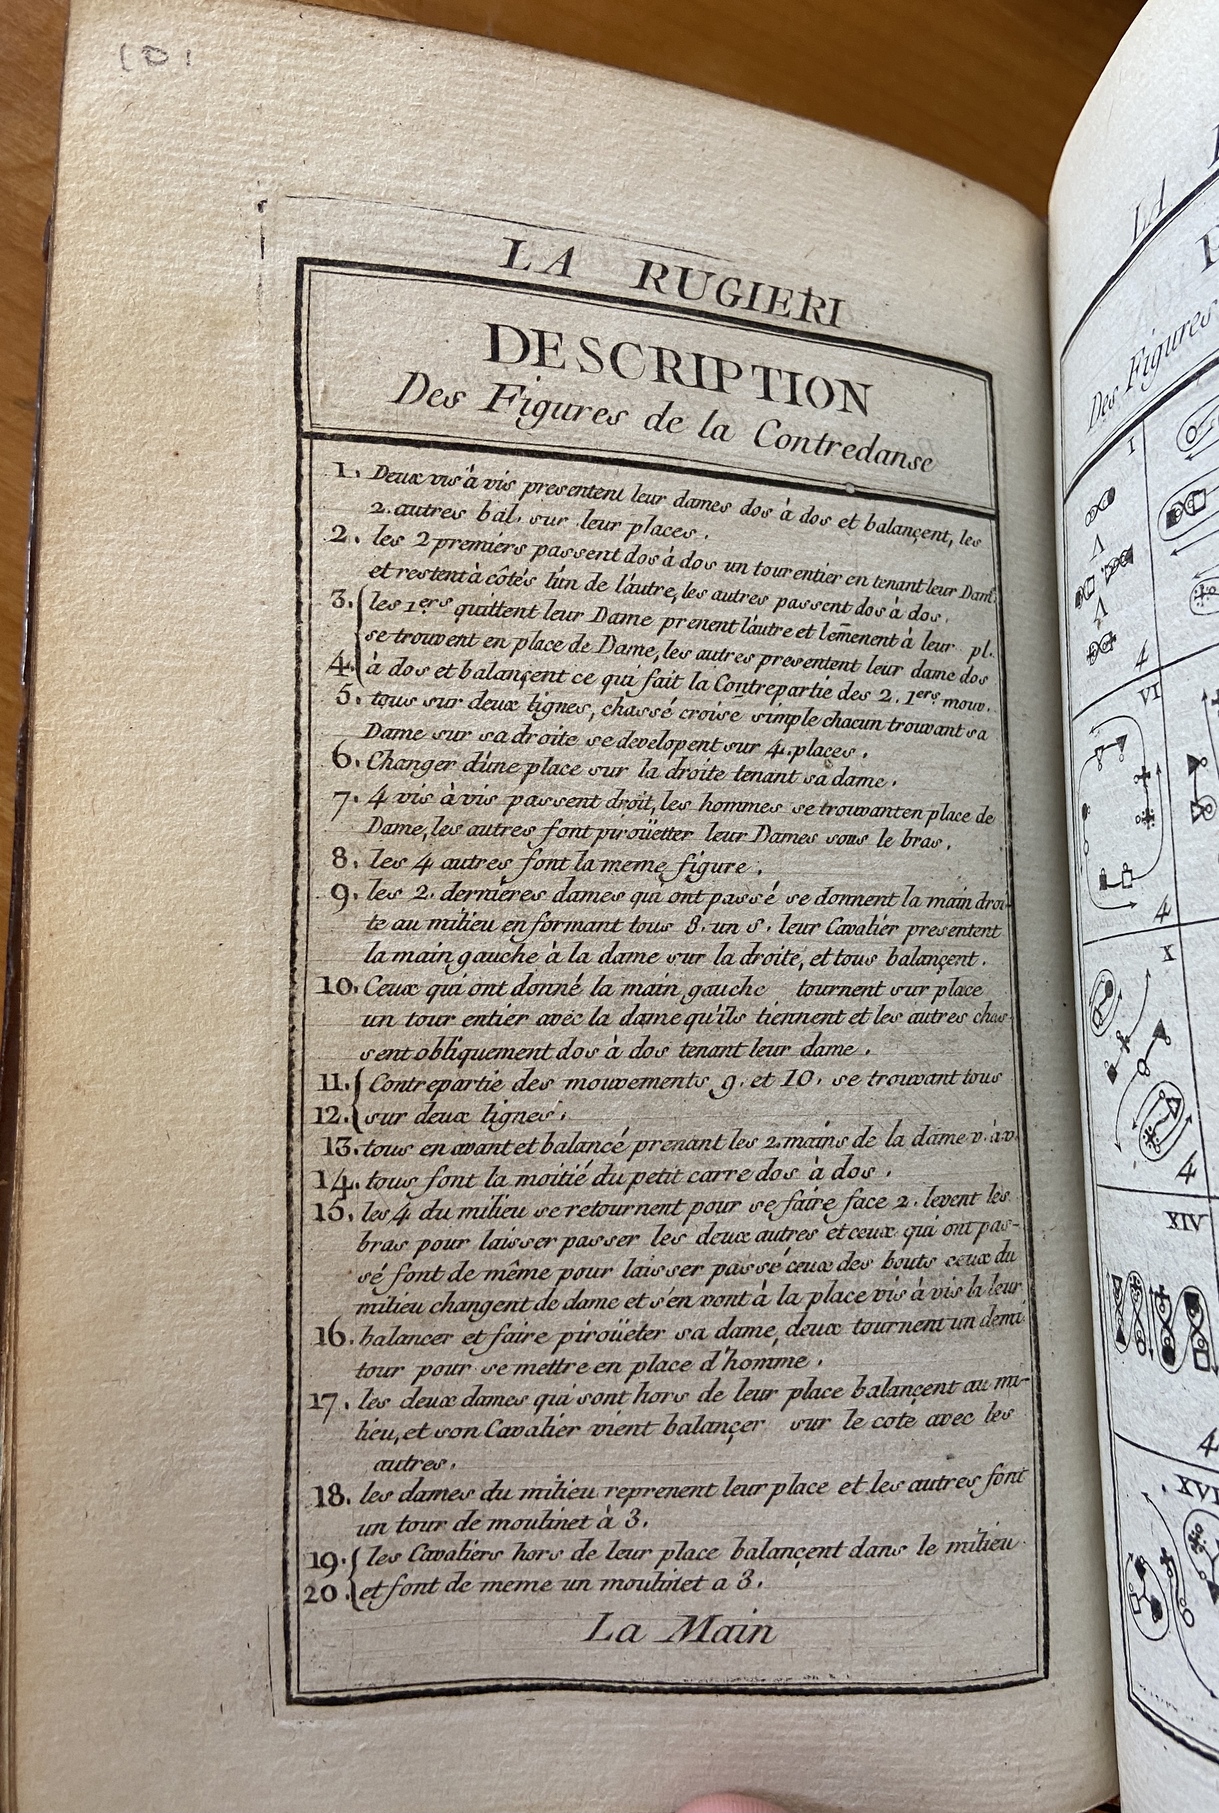 101
LA RUGIERI
DESCRIPTION
Des Figures de la Contredanse
1. Deux vis à vis presentent leur dames dos à dos et balançent, les
2. autres bal. sur leur places.
2. les 2 premiers passent dos à dos un tour entier en tenant leur Dam.
et restent à côtés l'un de l'autre, les autres passent dos à dos.
3. les 1ers quittent leur Dame prenent l'autre et lem̄enent à leur pl.
se trouvent en place de Dame, les autres presentent leur dame dos
4. à dos et balançent ce qui fait la Contrepartie des 2. 1ers mouv.
5. tous sur deux lignes, chassé croisé simple chacun trouvant sa
Dame sur sa droite se developent sur 4. places.
6. Changer d'une place sur la droite tenant sa dame.
7. 4 vis à vis passent droit, les hommes se trouvant en place de
Dame, les autres font piroüetter leur Dames sous le bras.
8. les 4 autres font la meme figure.
9. les 2. dernières dames qui ont passé se donnent la main droi-
te au milieu en formant tous 8. un S. leur Cavalier presentent
la main gauche à la dame sur la droite, et tous balançent.
10. Ceux qui ont donné la main gauche tournent sur place
un tour entier avéc la dame qu'ils tiennent et les autres chas-
sent obliquement dos à dos tenant leur dame.
11. Contrepartie des mouvements 9. et 10. se trouvant tous
12. sur deux lignes.
13. tous en avant et balancé prenant les 2. mains de la dame v. à v.
14. tous font la moitié du petit carre dos à dos.
15. les 4 du milieu se retournent pour se faire face 2. levent les
bras pour laisser passer les deux autres et ceux qui ont pas-
sé font de même pour laisser passé ceux des bouts ceux du
milieu changent de dame et s'en vont à la place vis à vis la leur
16. balancer et faire piroüeter sa dame, deux tournent un demi
tour pour se mettre en place d'homme.
17. les deux dames qui sont hors de leur place balançent au mi-
lieu, et son Cavalier vient balançer sur le coté avec les
autres.
18. les dames du milieu reprenent leur place et les autres font
un tour de moulinet à 3.
19. les Cavaliers hors de leur place balançent dans le milieu
20. et font de meme un moulinet a 3.
La Main
LA
Des Figures
I
4
VI
4
X
4
XIV
4
XVI